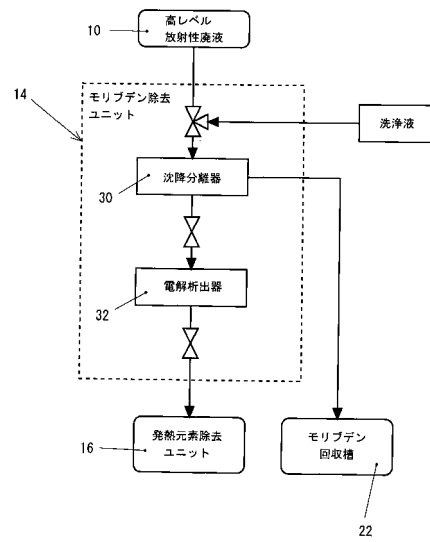 高レベル
放射性廃液
10
14
モリブデン除去
ユニット
洗浄液
沈降分離器
30
電解析出器
32
発熱元素除去
ユニット
16
モリブデン
回収槽
22